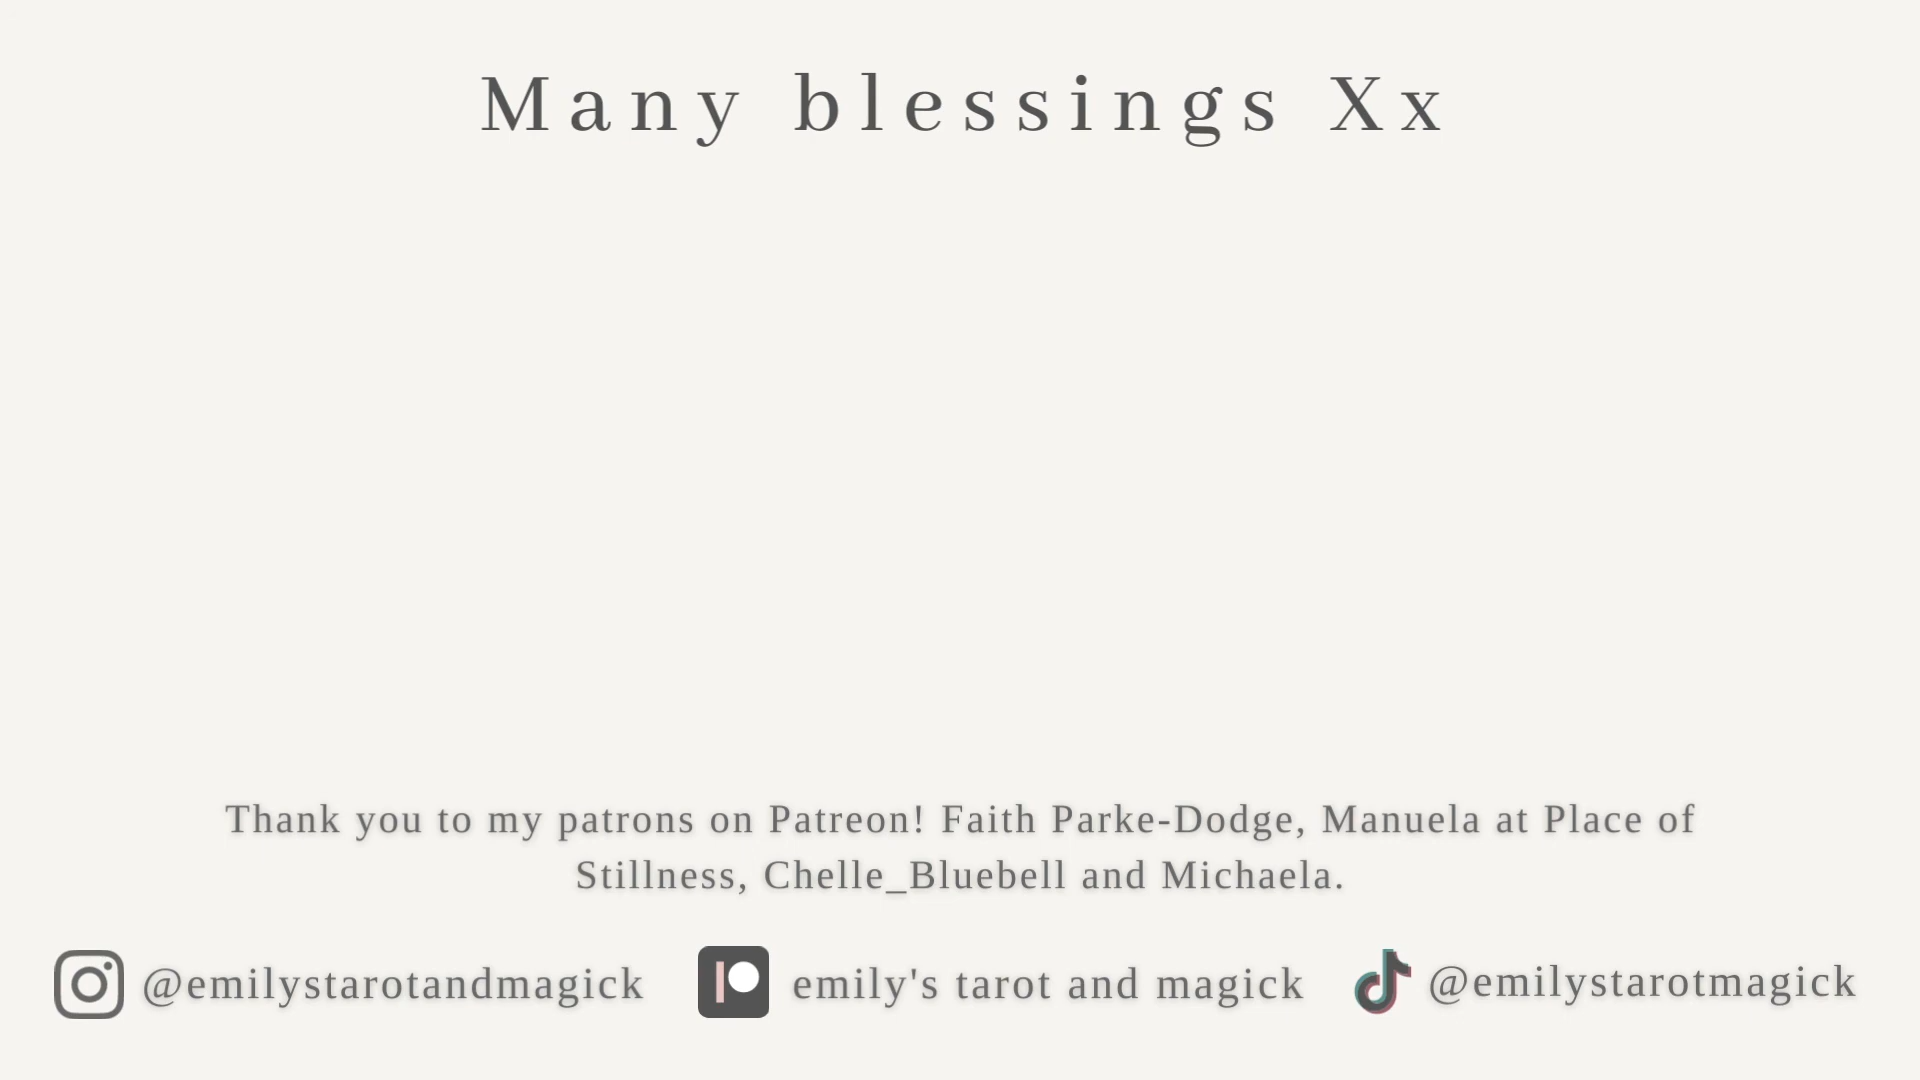 Many blessings Xx
Thank you to my patrons on Patreon! Faith Parke-Dodge, Manuela at Place of
Stillness, Chelle_Bluebell and Michaela.
@emilystarotandmagick emily's tarot and magick @emilystarotmagick